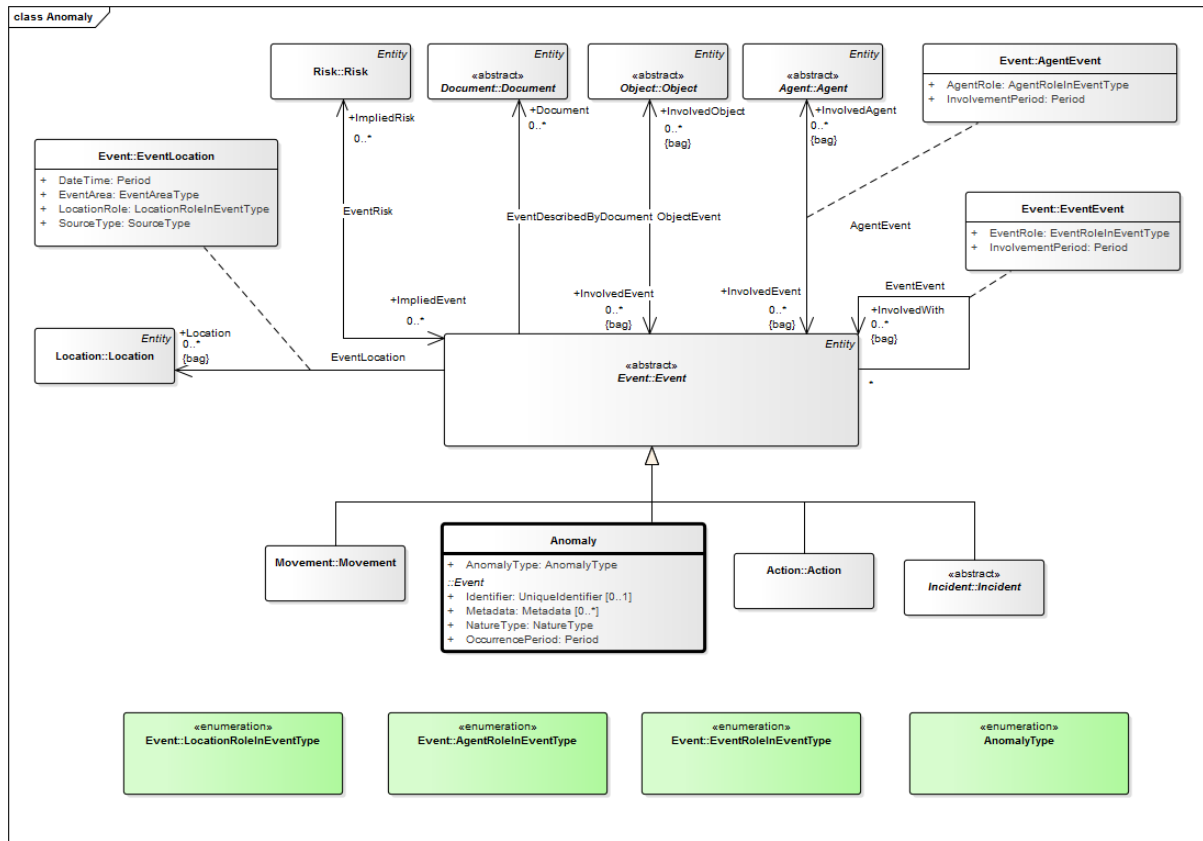 class Anomaly
Entity
Risk::Risk
Entity
«abstract»
Document::Document
Entity
«abstract»
Object::Object
Entity
«abstract»
Agent::Agent
Event::AgentEvent
+ AgentRole: AgentRoleInEventType
+ InvolvementPeriod: Period
+ImpliedRisk
0..*
+Document
0..*
+InvolvedObject
0..*
{bag}
+InvolvedAgent
0..*
{bag}
Event::EventLocation
+ DateTime: Period
+ EventArea: EventAreaType
+ LocationRole: LocationRoleInEventType
+ SourceType: SourceType
Event::EventEvent
+ EventRole: EventRoleInEventType
+ InvolvementPeriod: Period
EventRisk
EventDescribedByDocument
ObjectEvent
AgentEvent
+ImpliedEvent
0..*
+InvolvedEvent
0..*
{bag}
+InvolvedEvent
0..*
{bag}
EventEvent
+InvolvedWith
0..*
{bag}
*
Entity
Location::Location
+Location
0..*
{bag}
EventLocation
Entity
«abstract»
Event::Event
Movement::Movement
Anomaly
+ AnomalyType: AnomalyType
::Event
+ Identifier: UniqueIdentifier [0..1]
+ Metadata: Metadata [0..*]
+ NatureType: NatureType
+ OccurrencePeriod: Period
Action::Action
«abstract»
Incident::Incident
«enumeration»
Event::LocationRoleInEventType
«enumeration»
Event::AgentRoleInEventType
«enumeration»
Event::EventRoleInEventType
«enumeration»
AnomalyType